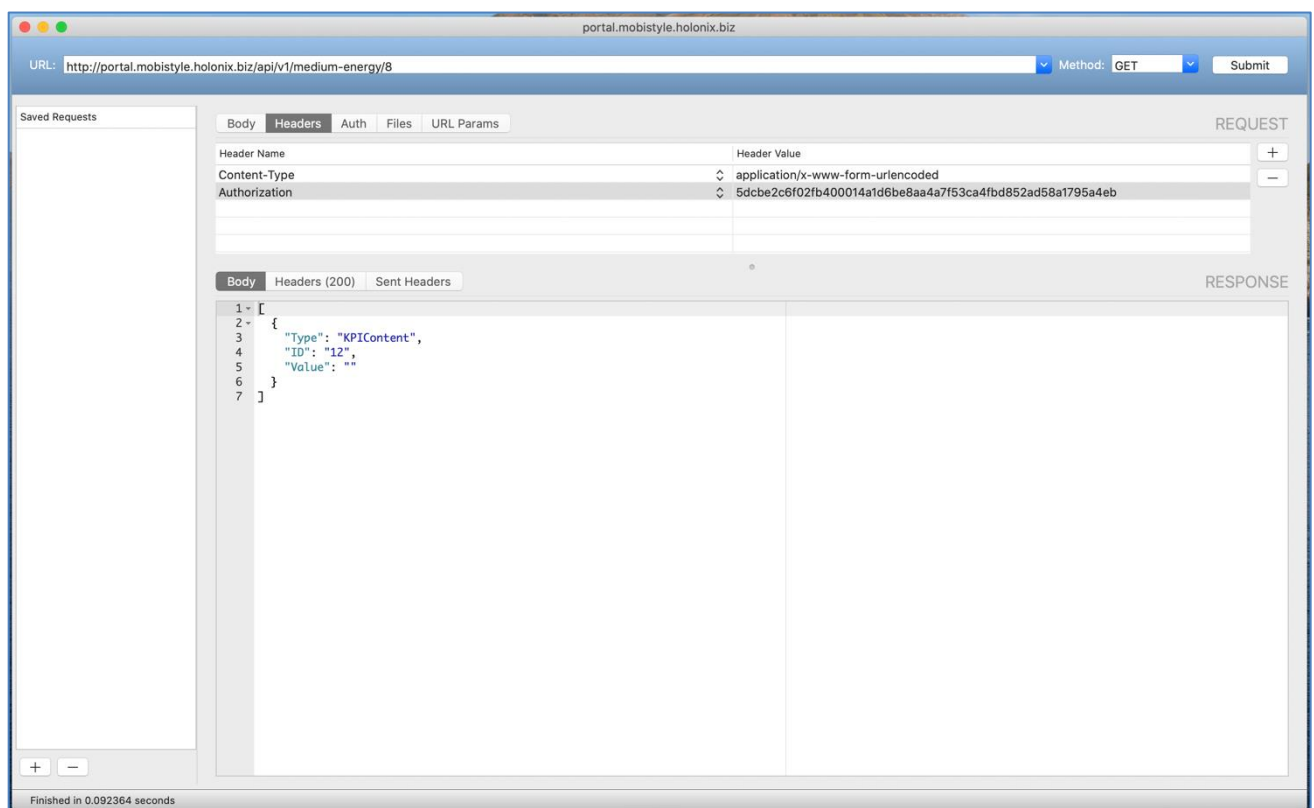 portal.mobistyle.holonix.biz
URL: http://portal.mobistyle.holonix.biz/api/v1/medium-energy/8 Method: GET Submit
Saved Requests
Body Headers Auth Files URL Params REQUEST
Header Name Header Value +
Content-Type application/x-www-form-urlencoded −
Authorization 5dcbe2c6f02fb400014a1d6be8aa4a7f53ca4fbd852ad58a1795a4eb
Body Headers (200) Sent Headers RESPONSE
1 [
2 {
3 "Type": "KPIContent",
4 "ID": "12",
5 "Value": ""
6 }
7 ]
+ −
Finished in 0.092364 seconds